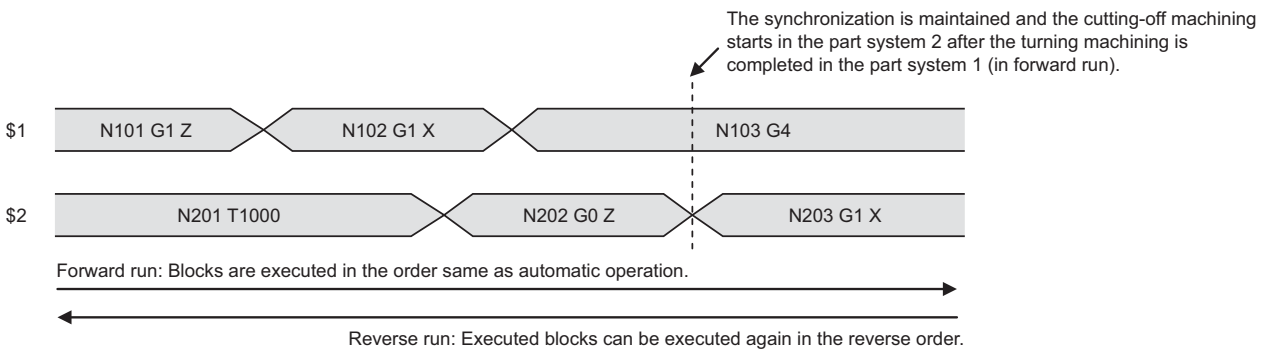 The synchronization is maintained and the cutting-off machining
starts in the part system 2 after the turning machining is
completed in the part system 1 (in forward run).
$1 N101 G1 Z N102 G1 X N103 G4
$2 N201 T1000 N202 G0 Z N203 G1 X
Forward run: Blocks are executed in the order same as automatic operation.
Reverse run: Executed blocks can be executed again in the reverse order.